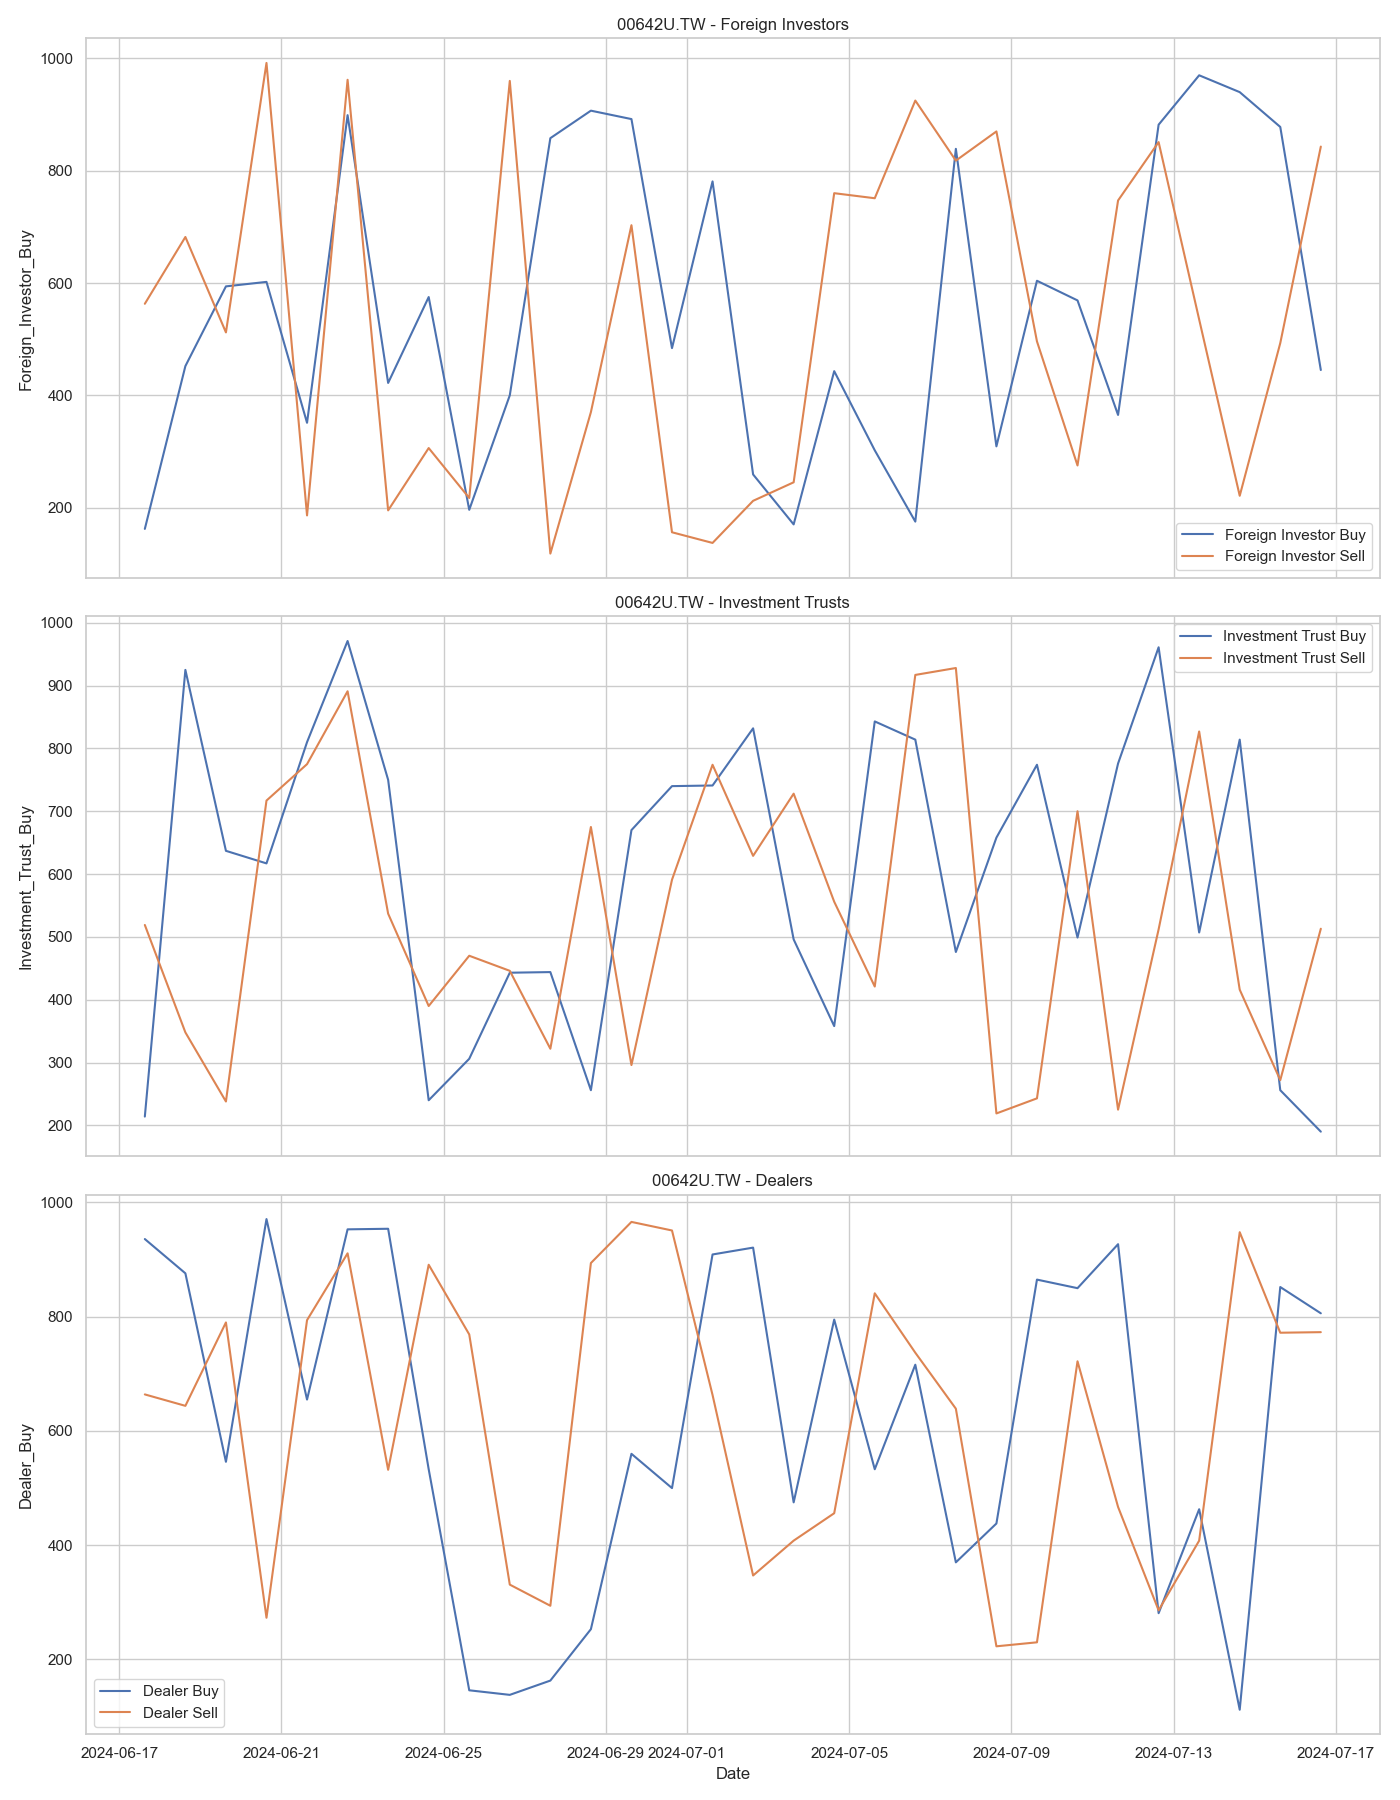 00642U.TW - Foreign Investors
Foreign_Investor_Buy
1000
800
600
400
200
Foreign Investor Buy
Foreign Investor Sell
00642U.TW - Investment Trusts
Investment_Trust_Buy
1000
900
800
700
600
500
400
300
200
Investment Trust Buy
Investment Trust Sell
00642U.TW - Dealers
Dealer_Buy
1000
800
600
400
200
Dealer Buy
Dealer Sell
2024-06-17 2024-06-21 2024-06-25 2024-06-29 2024-07-01 2024-07-05 2024-07-09 2024-07-13 2024-07-17
Date